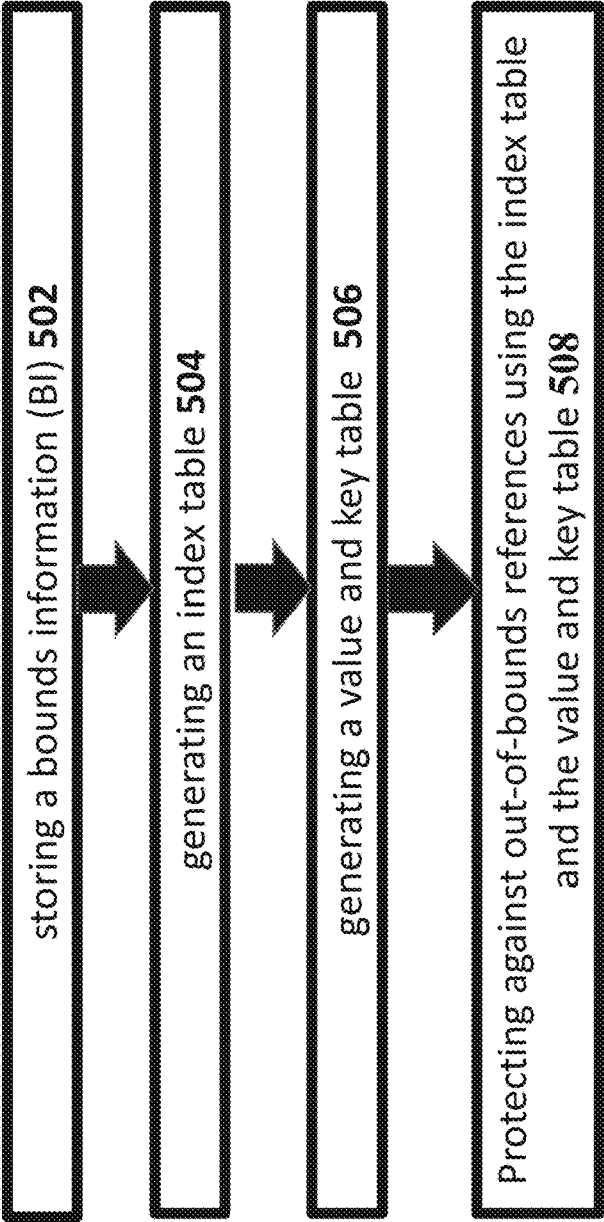 storing a bounds information (BI) 502
generating an index table 504
generating a value and key table 506
Protecting against out-of-bounds references using the index table
and the value and key table 508